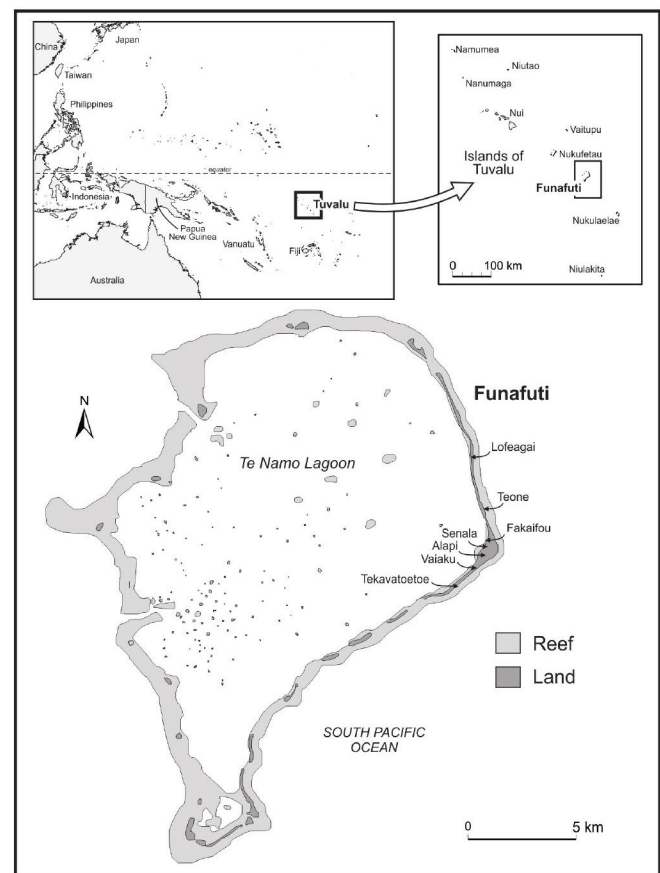 China
Japan
Taiwan
Philippines
equator
Indonesia
Tuvalu
Papua
New Guinea
Vanuatu
Fiji
Australia
Namumea
Niutao
Nanumaga
Nui
Vaitupu
Islands of
Tuvalu
Nukufetau
Funafuti
Nukulaelae
0 100 km
Niulakita
Funafuti
N
Te Namo Lagoon
Lofeagai
Teone
Senala
Fakaifou
Alapi
Vaiaku
Tekavatoetoe
Reef
Land
SOUTH PACIFIC
OCEAN
0 5 km